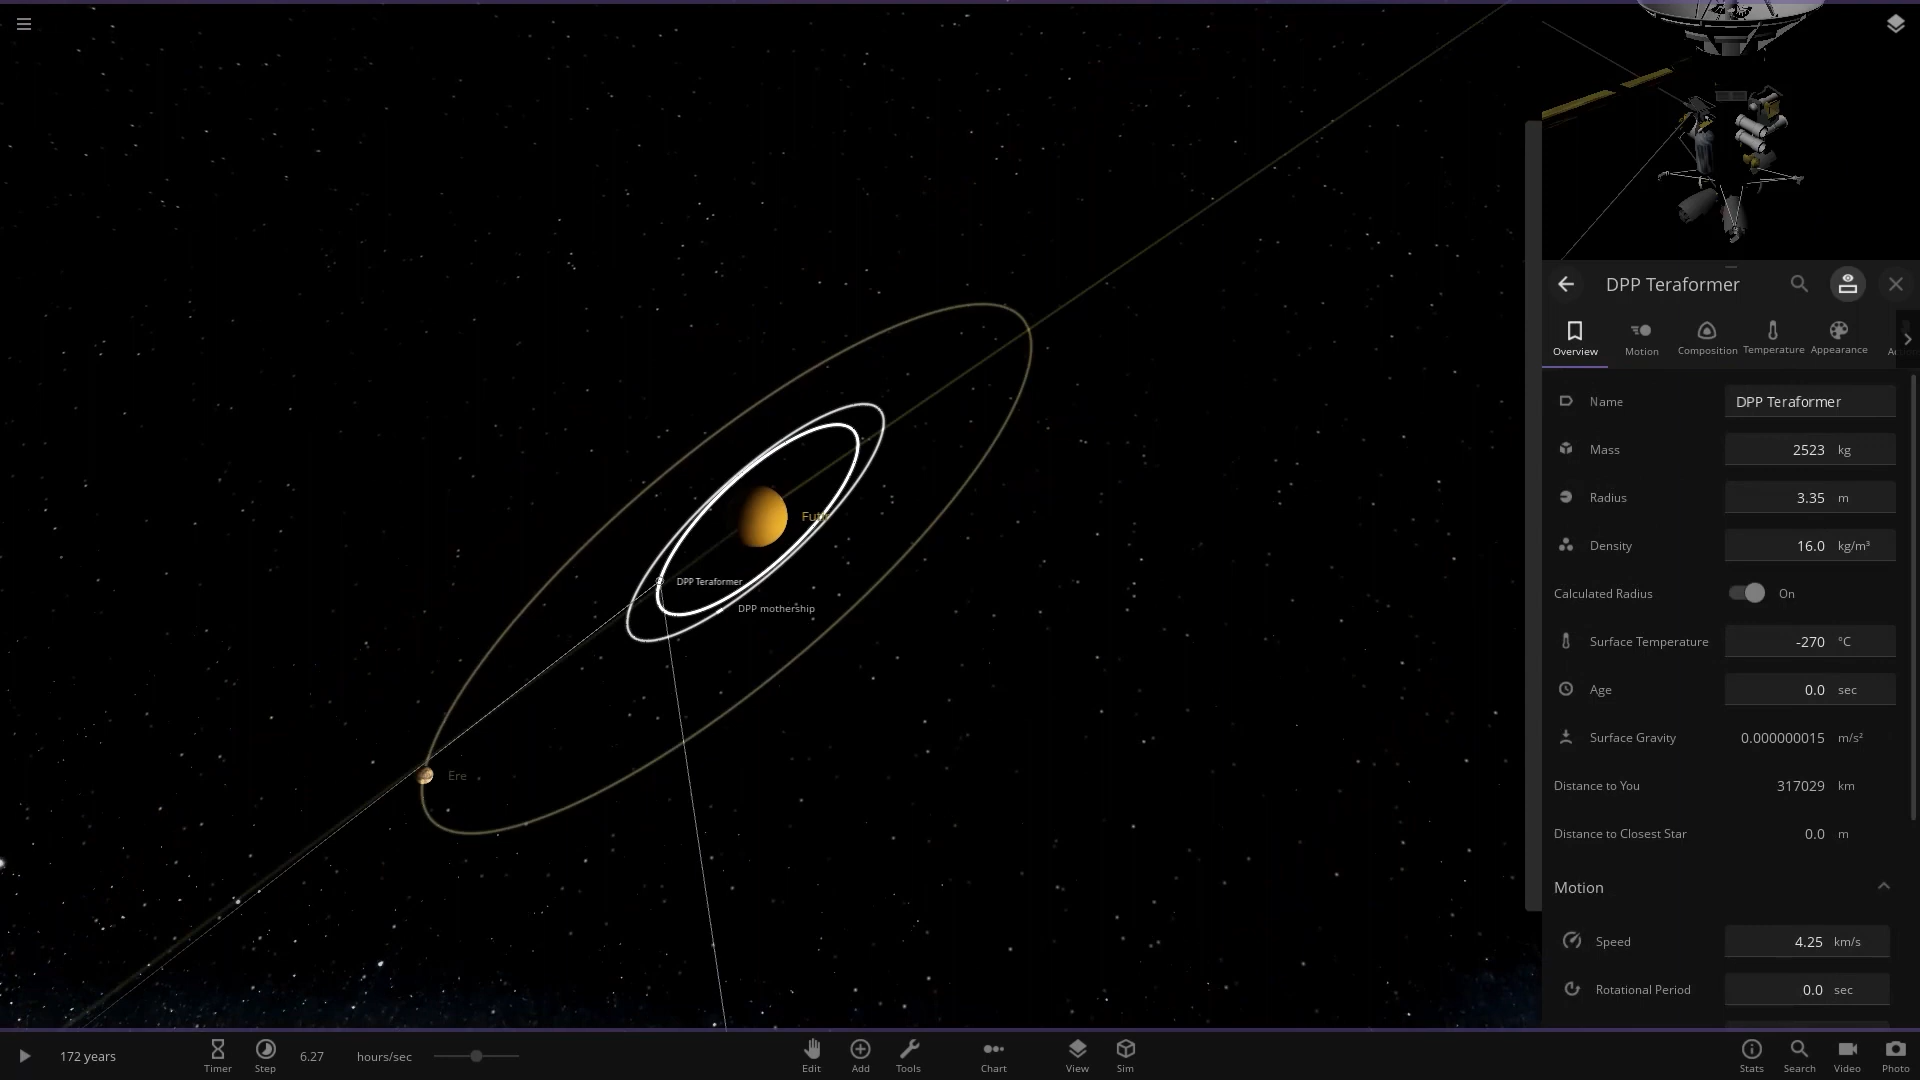 DPP Teraformer
Overview
Motion
Composition
Temperature
Appearance
Name
DPP Teraformer
Mass
2523 kg
Radius
3.35 m
Density
16.0 kg/m³
Calculated Radius
On
Surface Temperature
-270 °C
Age
0.0 sec
Surface Gravity
0.000000015 m/s²
Distance to You
317029 km
Distance to Closest Star
0.0 m
Motion
Speed
4.25 km/s
Rotational Period
0.0 sec
DPP Teraformer
DPP mothership
Ere
172 years
Timer
Step
6.27
hours/sec
Edit
Add
Tools
Chart
View
Sim
Stats
Search
Video
Photo